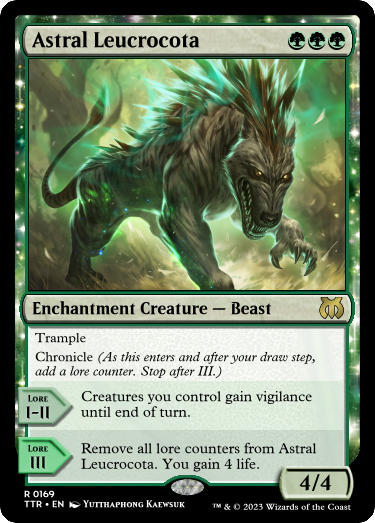 Astral Leucrocota
Enchantment Creature — Beast
Trample
Chronicle (As this enters and after your draw step,
add a lore counter. Stop after III.)
LORE
I-II
Creatures you control gain vigilance
until end of turn.
LORE
III
Remove all lore counters from Astral
Leucrocota. You gain 4 life.
4/4
R 0169
TTR • EN Yutthaphong Kaewsuk
™ & © 2023 Wizards of the Coast